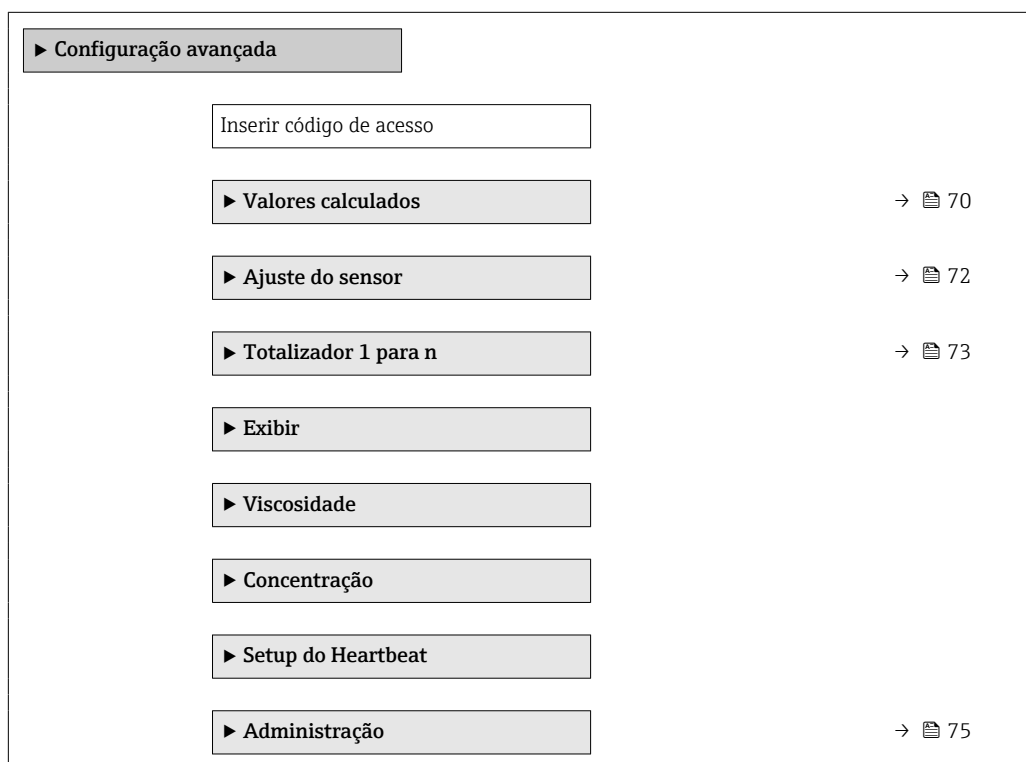 ► Configuração avançada
Inserir código de acesso
► Valores calculados → 70
► Ajuste do sensor → 72
► Totalizador 1 para n → 73
► Exibir
► Viscosidade
► Concentração
► Setup do Heartbeat
► Administração → 75